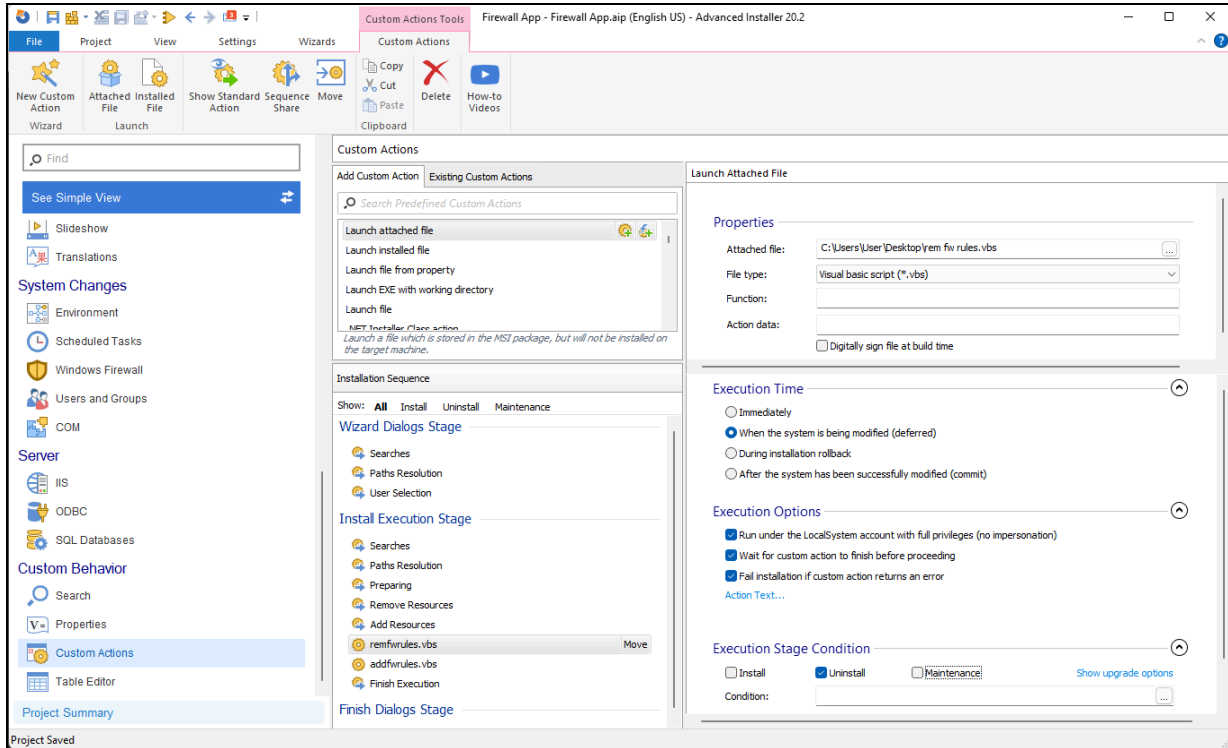 Custom Actions Tools
Firewall App - Firewall App.aip (English US) - Advanced Installer 20.2
File Project View Settings Wizards Custom Actions
New Custom Action
Attached File
Installed File
Show Standard Action
Sequence Share
Move
Copy
Cut
Paste
Delete
How-to Videos
Wizard
Launch
Clipboard
Find
See Simple View
Slideshow
Translations
System Changes
Environment
Scheduled Tasks
Windows Firewall
Users and Groups
COM
Server
IIS
ODBC
SQL Databases
Custom Behavior
Search
Properties
Custom Actions
Table Editor
Project Summary
Project Saved
Custom Actions
Add Custom Action Existing Custom Actions
Search Predefined Custom Actions
Launch attached file
Launch installed file
Launch file from property
Launch EXE with working directory
Launch file
.NET Installer Class action
Launch a file which is stored in the MSI package, but will not be installed on
the target machine.
Installation Sequence
Show: All Install Uninstall Maintenance
Wizard Dialogs Stage
Searches
Paths Resolution
User Selection
Install Execution Stage
Searches
Paths Resolution
Preparing
Remove Resources
Add Resources
remfwrules.vbs Move
addfwrules.vbs
Finish Execution
Finish Dialogs Stage
Launch Attached File
Properties
Attached file: C:\Users\User\Desktop\rem fw rules.vbs ...
File type: Visual basic script (*.vbs)
Function:
Action data:
Digitally sign file at build time
Execution Time
Immediately
When the system is being modified (deferred)
During installation rollback
After the system has been successfully modified (commit)
Execution Options
Run under the LocalSystem account with full privileges (no impersonation)
Wait for custom action to finish before proceeding
Fail installation if custom action returns an error
Action Text...
Execution Stage Condition
Install Uninstall Maintenance Show upgrade options
Condition: ...